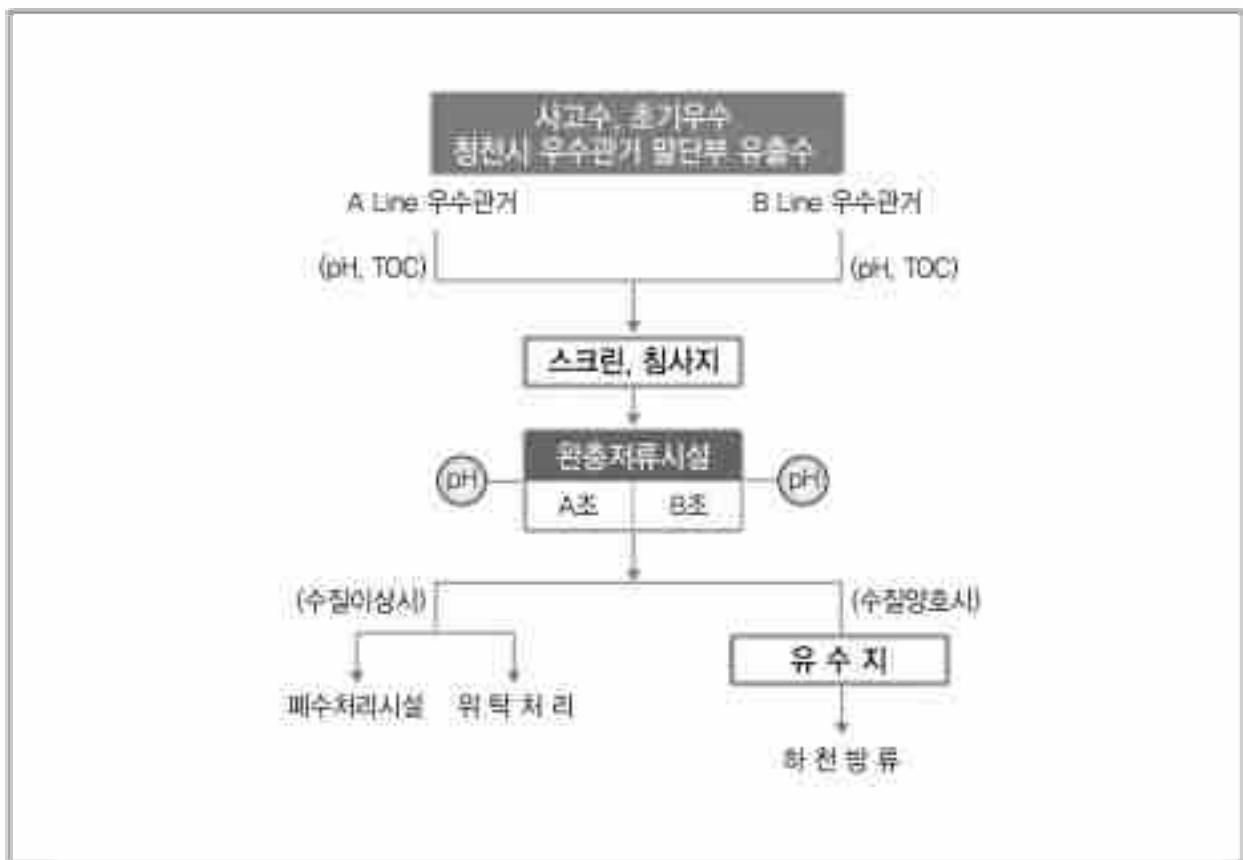 사고수, 초기우수
청천시 우수관거 말단부 유출수
A Line 우수관거
B Line 우수관거
(pH, TOC)
(pH, TOC)
스크린, 침사지
완충저류시설
pH
pH
A조
B조
(수질이상시)
(수질양호시)
유 수 지
폐수처리시설
위 탁 처 리
하 천 방 류